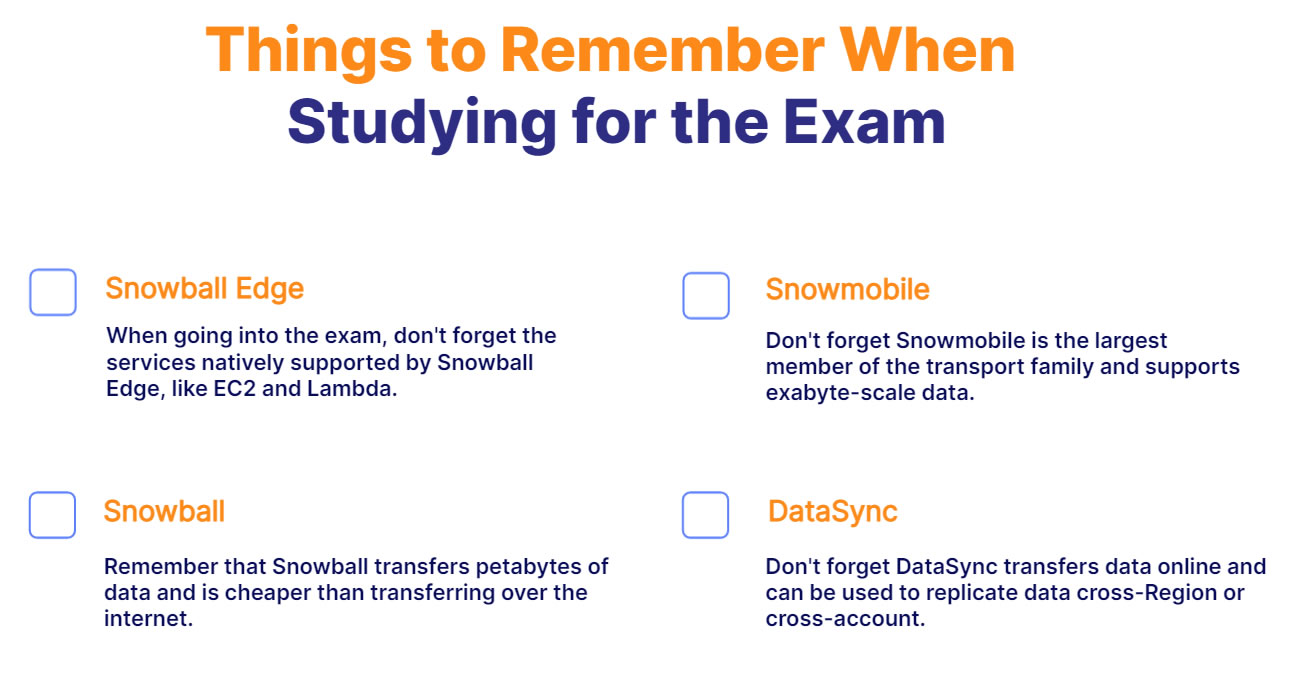 Things to Remember When
Studying for the Exam
Snowball Edge
When going into the exam, don't forget the
services natively supported by Snowball
Edge, like EC2 and Lambda.
Snowmobile
Don't forget Snowmobile is the largest
member of the transport family and supports
exabyte-scale data.
Snowball
Remember that Snowball transfers petabytes of
data and is cheaper than transferring over the
internet.
DataSync
Don't forget DataSync transfers data online and
can be used to replicate data cross-Region or
cross-account.